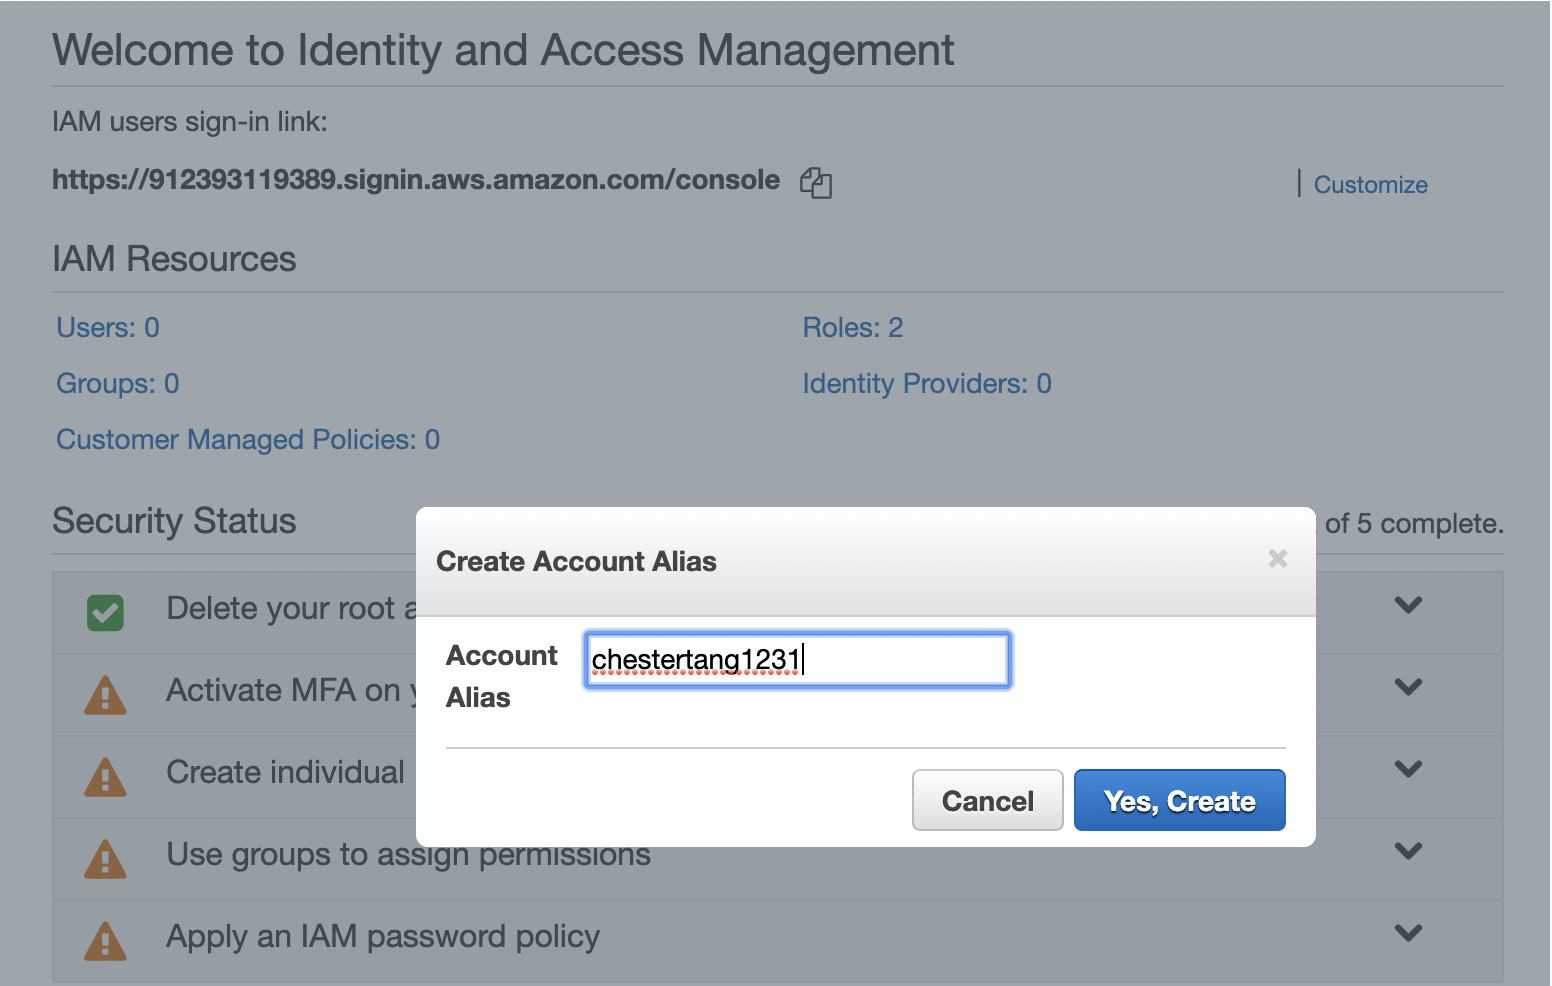 Welcome to Identity and Access Management
IAM users sign-in link:
https://912393119389.signin.aws.amazon.com/console
| Customize
IAM Resources
Users: 0
Roles: 2
Groups: 0
Identity Providers: 0
Customer Managed Policies: 0
Security Status
of 5 complete.
Create Account Alias
Account
Alias
chestertang1231
Cancel
Yes, Create
Delete your root
Activate MFA on
Create individual
Use groups to assign permissions
Apply an IAM password policy